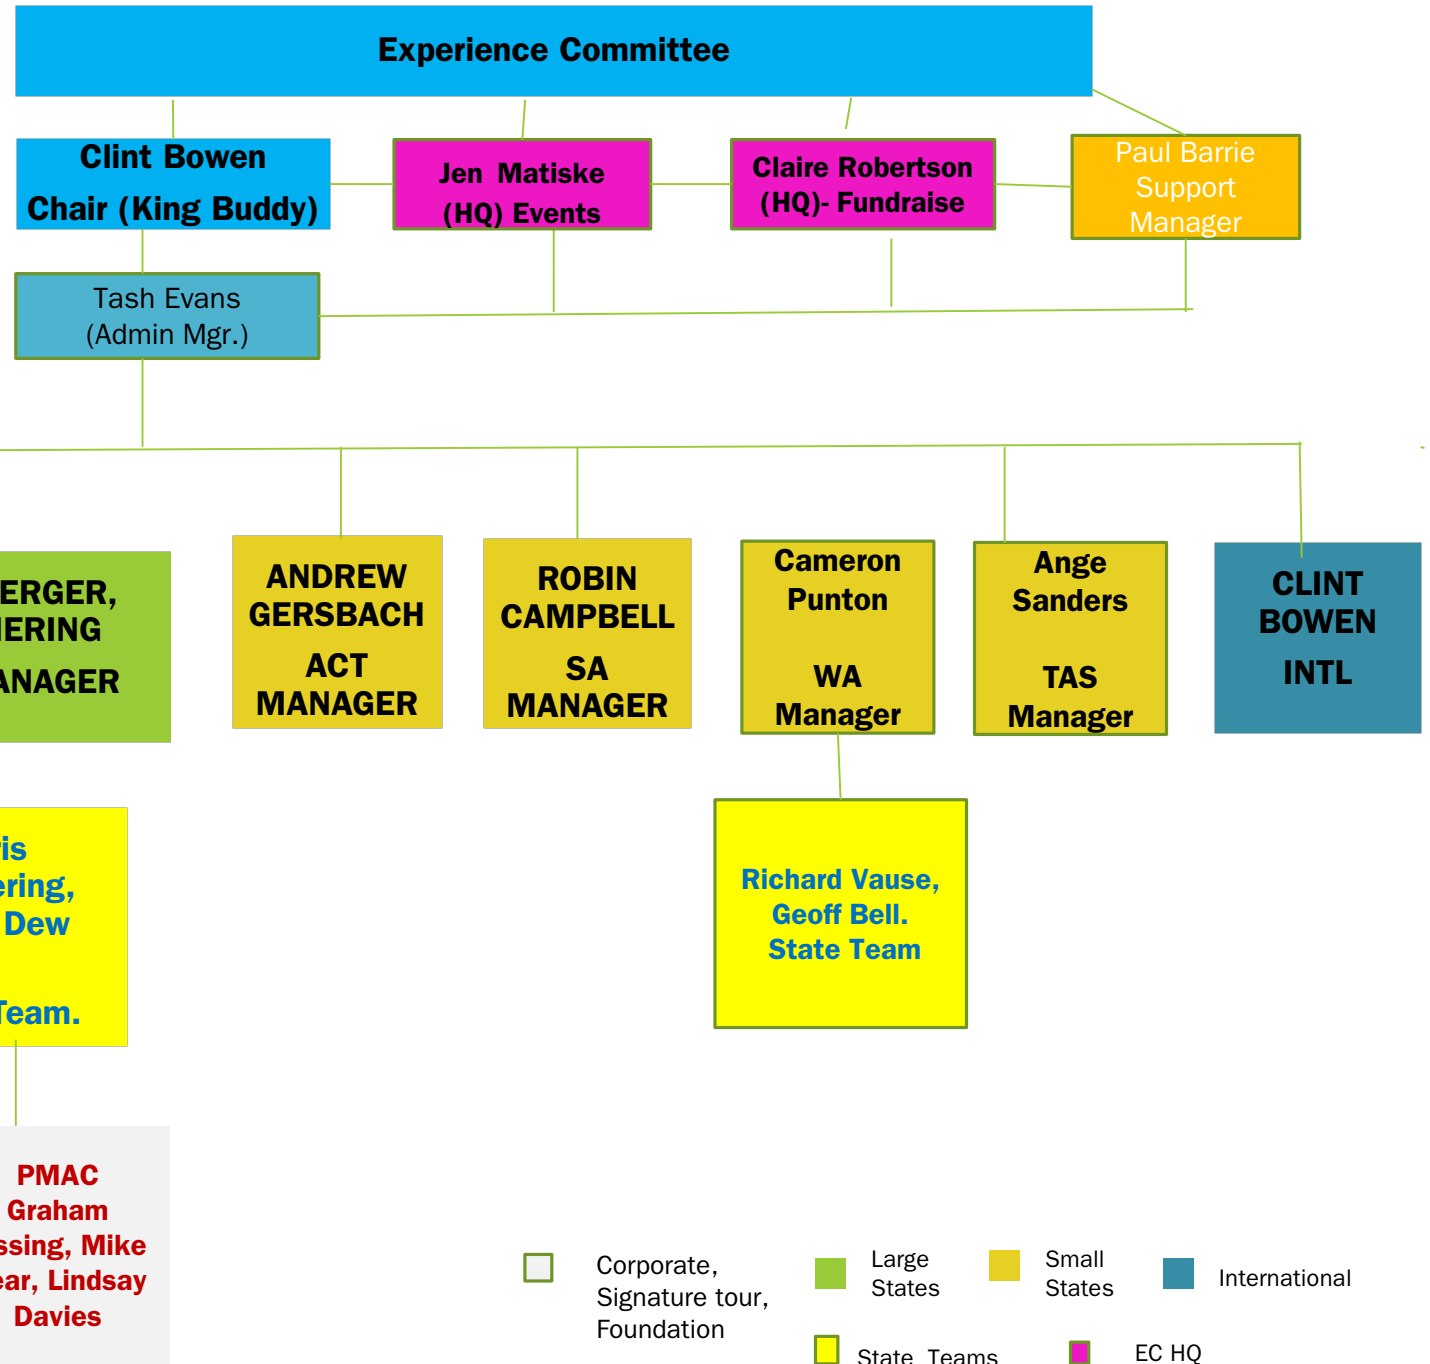 Experience Committee
Clint Bowen
Chair (King Buddy)
Jen Matiske
(HQ) Events
Claire Robertson
(HQ)- Fundraise
Paul Barrie
Support
Manager
Tash Evans
(Admin Mgr.)
ERGER,
ERING
ANAGER
ANDREW
GERSBACH
ACT
MANAGER
ROBIN
CAMPBELL
SA
MANAGER
Cameron
Punton
WA
Manager
Ange
Sanders
TAS
Manager
CLINT
BOWEN
INTL
is
ering,
Dew
Team.
Richard Vause,
Geoff Bell.
State Team
PMAC
Graham
ssing, Mike
ear, Lindsay
Davies
Corporate,
Signature tour,
Foundation
Large
States
Small
States
International
State Teams
EC HQ